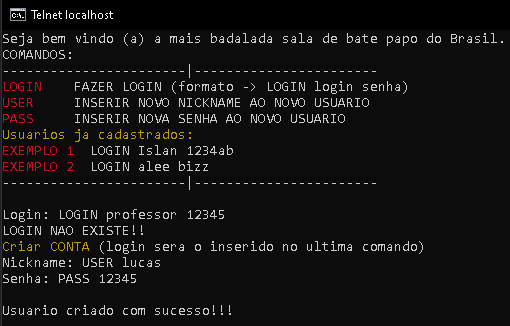 Telnet localhost
Seja bem vindo (a) a mais badalada sala de bate papo do Brasil.
COMANDOS:
-----------------------|-----------------------
LOGIN    FAZER LOGIN (formato -> LOGIN login senha)
USER     INSERIR NOVO NICKNAME AO NOVO USUARIO
PASS     INSERIR NOVA SENHA AO NOVO USUARIO
Usuarios ja cadastrados:
EXEMPLO 1  LOGIN Islan 1234ab
EXEMPLO 2  LOGIN alee bizz
-----------------------|-----------------------
Login: LOGIN professor 12345
LOGIN NAO EXISTE!!
Criar CONTA (login sera o inserido no ultima comando)
Nickname: USER lucas
Senha: PASS 12345
Usuario criado com sucesso!!!